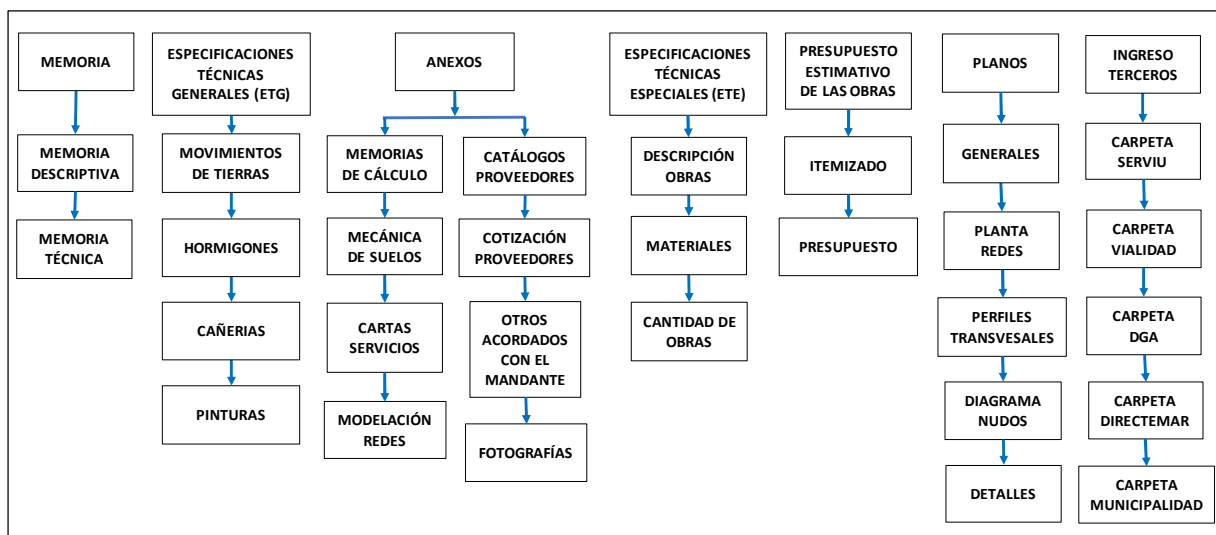 MEMORIA
MEMORIA
DESCRIPTIVA
MEMORIA
TÉCNICA
ESPECIFICACIONES
TÉCNICAS
GENERALES (ETG)
MOVIMIENTOS
DE TIERRAS
HORMIGONES
CAÑERIAS
PINTURAS
ANEXOS
MEMORIAS
DE CÁLCULO
MECÁNICA
DE SUELOS
CARTAS
SERVICIOS
MODELACIÓN
REDES
CATÁLOGOS
PROVEEDORES
COTIZACIÓN
PROVEEDORES
OTROS
ACORDADOS
CON EL
MANDANTE
FOTOGRAFÍAS
ESPECIFICACIONES
TÉCNICAS
ESPECIALES (ETE)
DESCRIPCIÓN
OBRAS
MATERIALES
CANTIDAD DE
OBRAS
PRESUPUESTO
ESTIMATIVO
DE LAS OBRAS
ITEMIZADO
PRESUPUESTO
PLANOS
GENERALES
PLANTA
REDES
PERFILES
TRANSVESALES
DIAGRAMA
NUDOS
DETALLES
INGRESO
TERCEROS
CARPETA
SERVIU
CARPETA
VIALIDAD
CARPETA
DGA
CARPETA
DIRECTEMAR
CARPETA
MUNICIPALIDAD